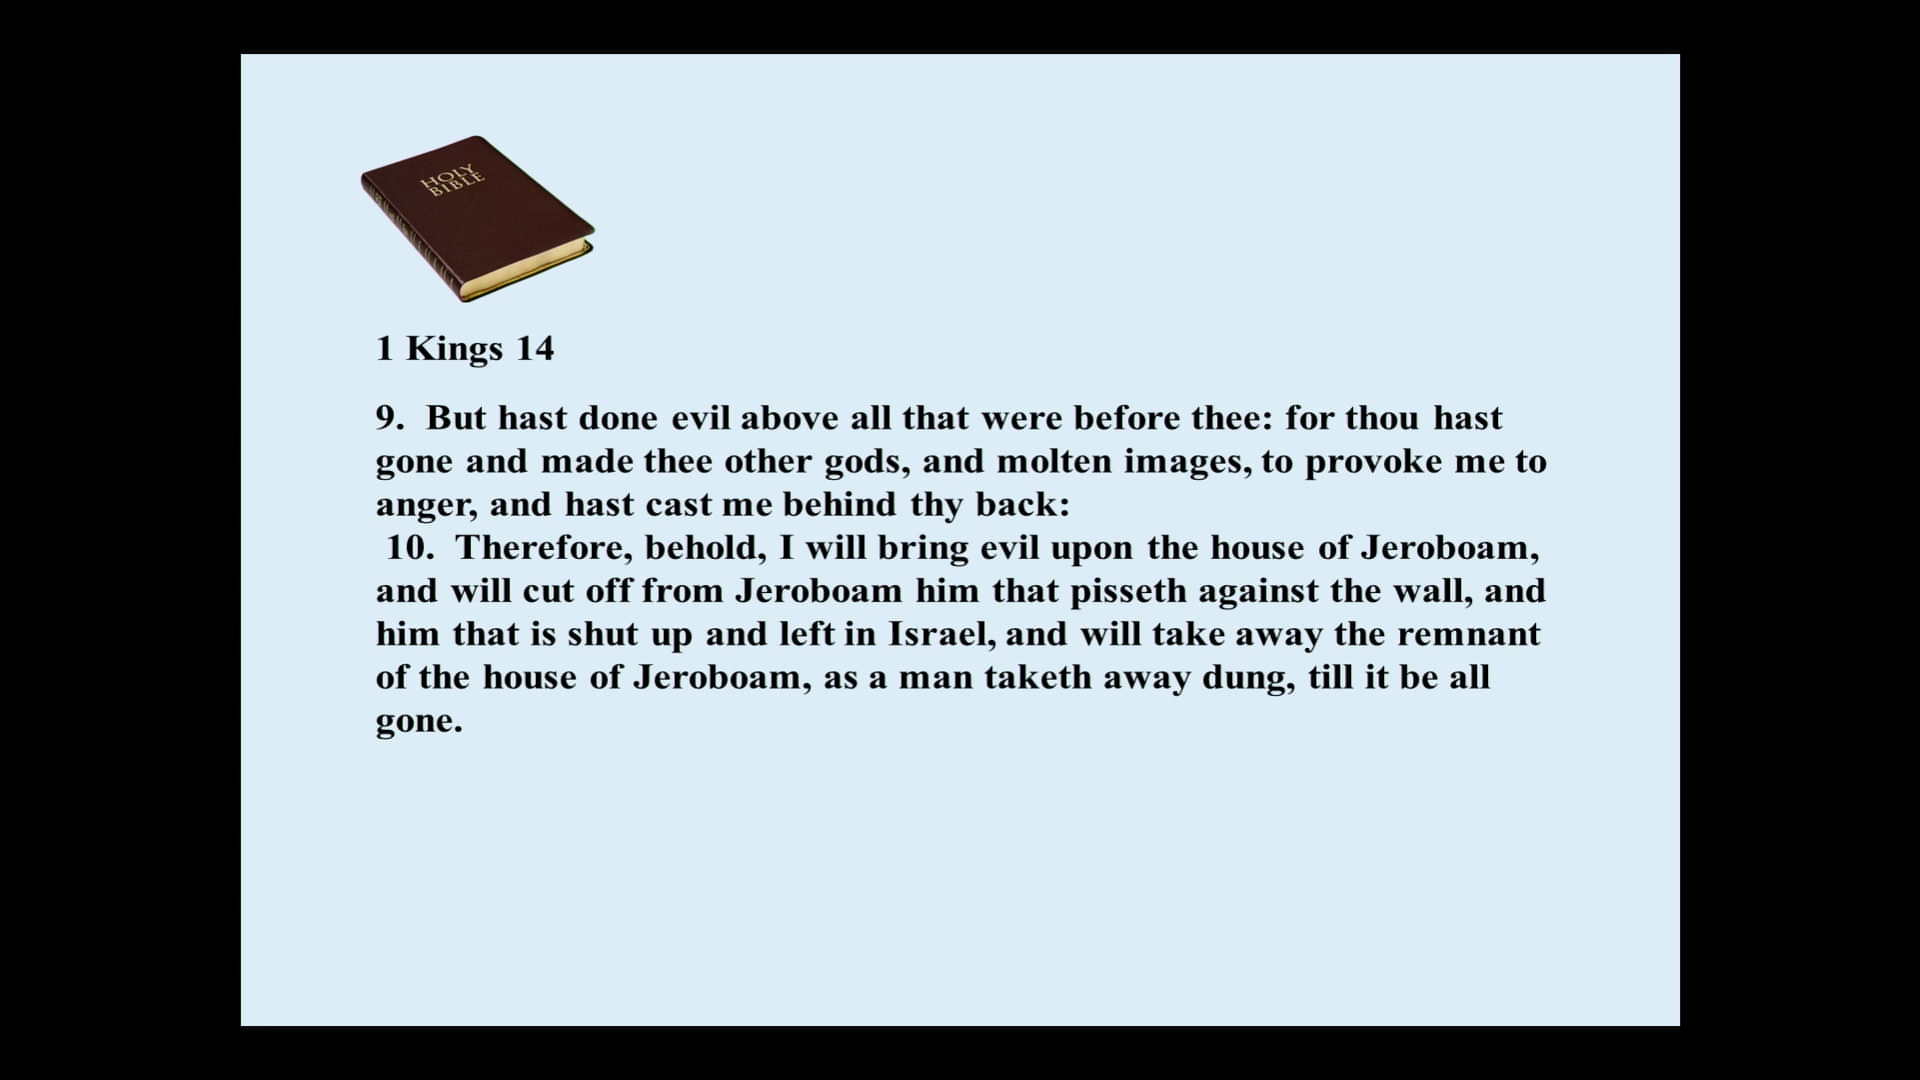 HOLY
BIBLE
1 Kings 14
9. But hast done evil above all that were before thee: for thou hast
gone and made thee other gods, and molten images, to provoke me to
anger, and hast cast me behind thy back:
10. Therefore, behold, I will bring evil upon the house of Jeroboam,
and will cut off from Jeroboam him that pisseth against the wall, and
him that is shut up and left in Israel, and will take away the remnant
of the house of Jeroboam, as a man taketh away dung, till it be all
gone.